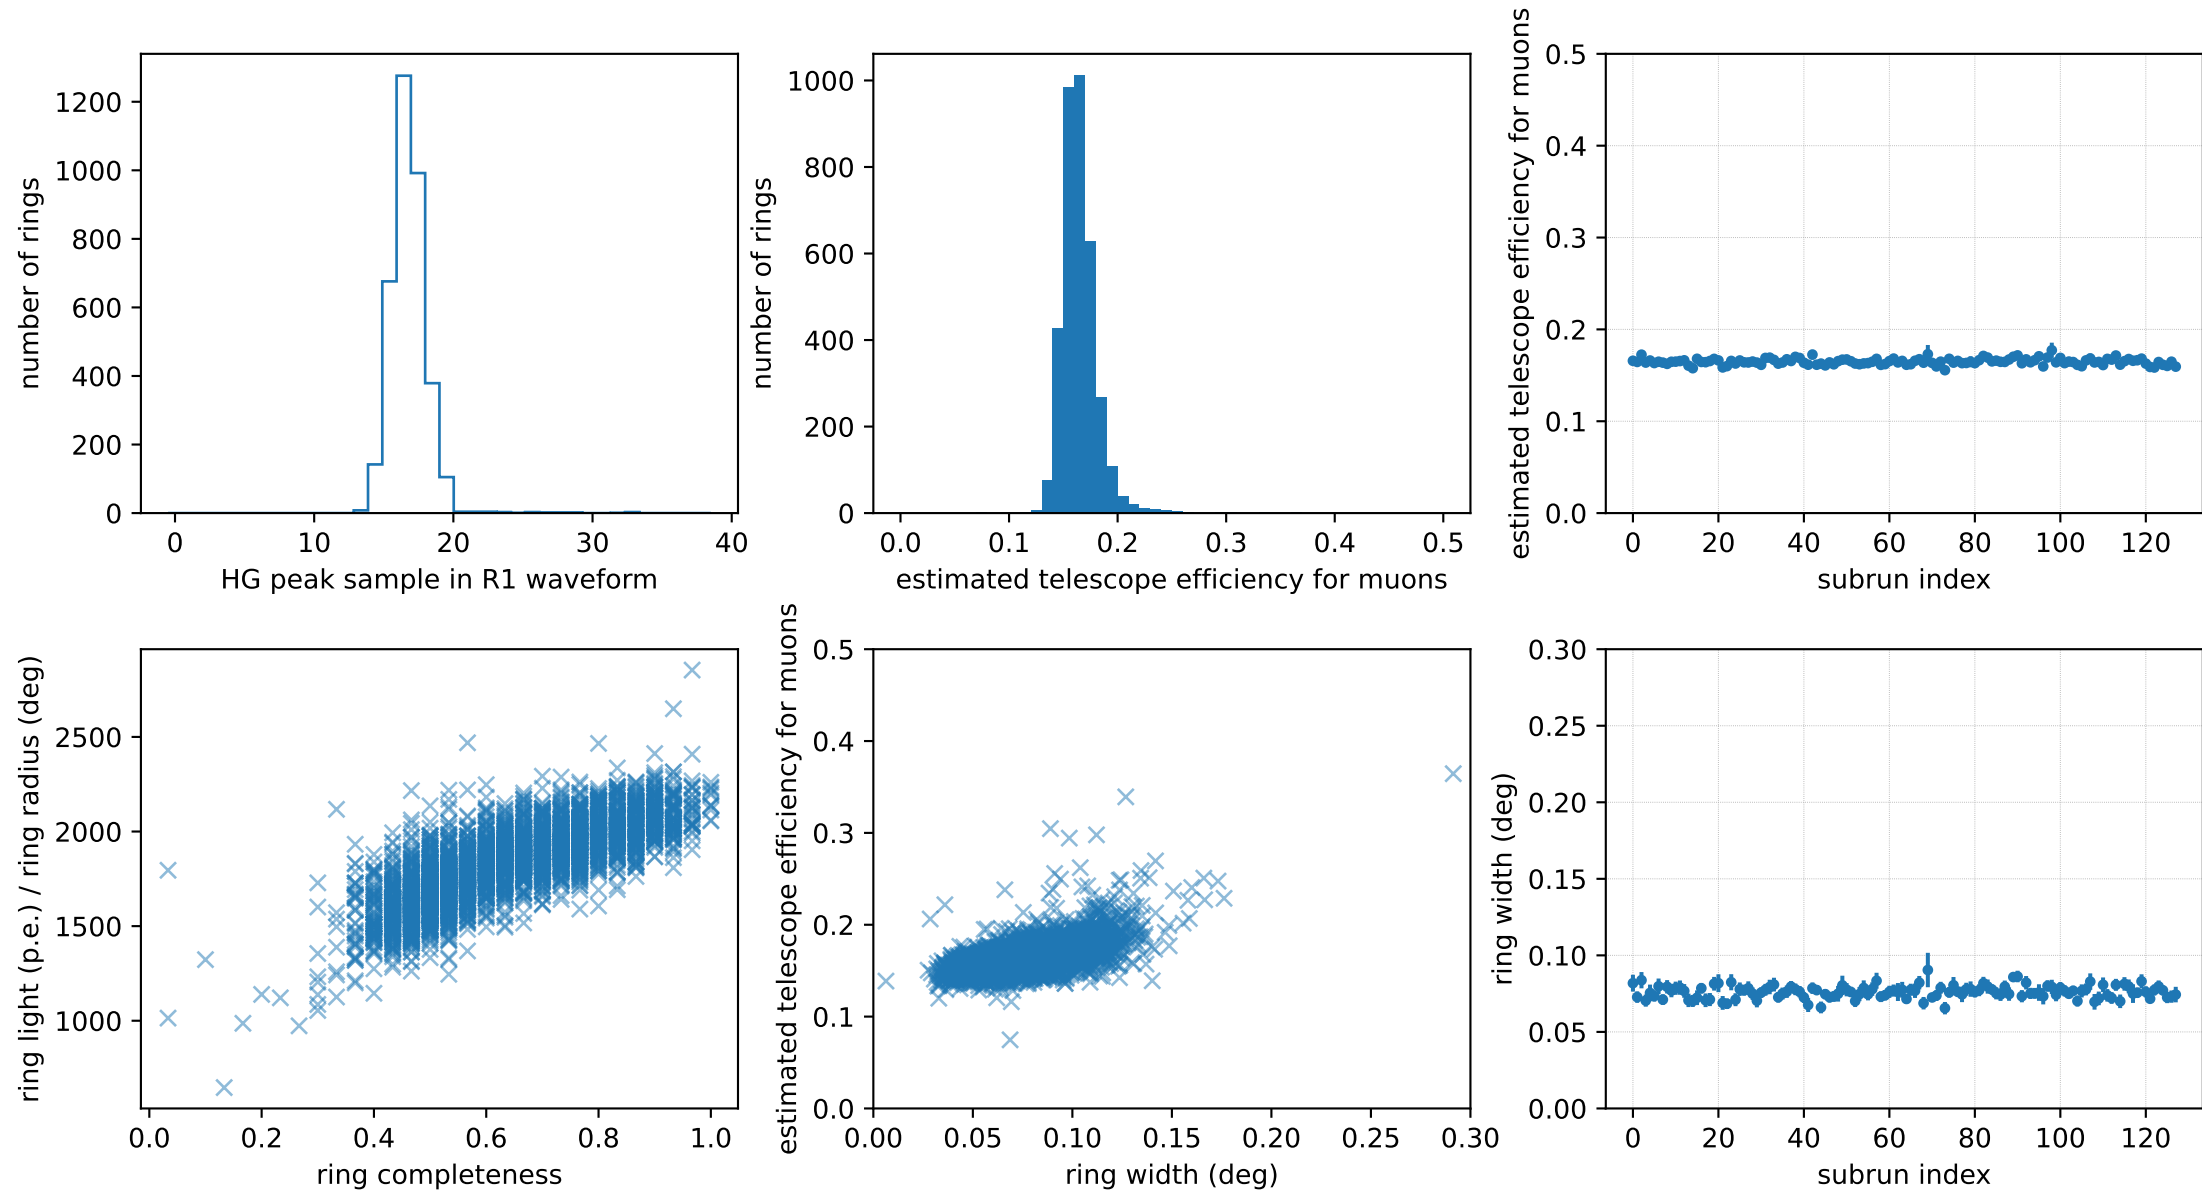 number of rings
1200
1000
800
600
400
200
0
0 10 20 30 40
HG peak sample in R1 waveform
number of rings
1000
800
600
400
200
0
0.0 0.1 0.2 0.3 0.4 0.5
estimated telescope efficiency for muons
estimated telescope efficiency for muons
0.5
0.4
0.3
0.2
0.1
0.0
0 20 40 60 80 100 120
subrun index
ring light (p.e.) / ring radius (deg)
2500
2000
1500
1000
0.0 0.2 0.4 0.6 0.8 1.0
ring completeness
estimated telescope efficiency for muons
0.5
0.4
0.3
0.2
0.1
0.0
0.00 0.05 0.10 0.15 0.20 0.25 0.30
ring width (deg)
ring width (deg)
0.30
0.25
0.20
0.15
0.10
0.05
0.00
0 20 40 60 80 100 120
subrun index